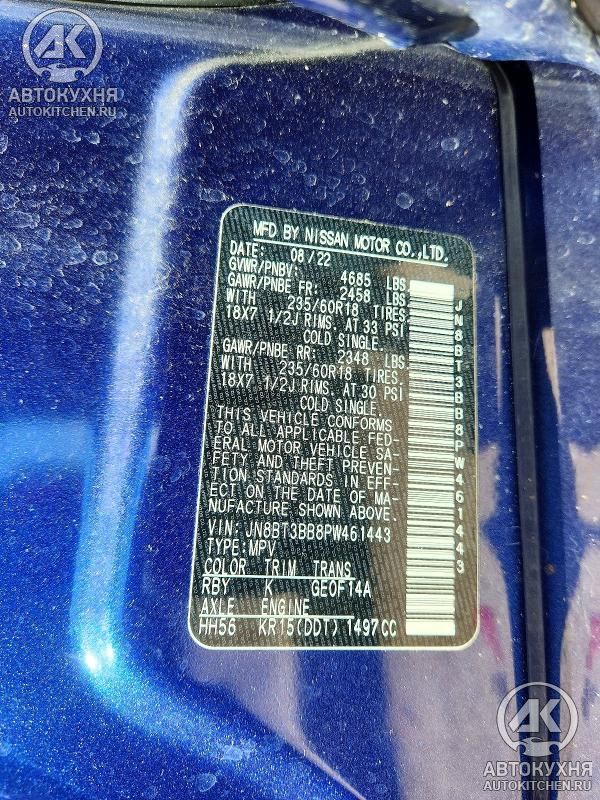 AK
АВТОКУХНЯ
AUTOKITCHEN.RU
MFD BY NISSAN MOTOR CO.,LTD.
DATE: 08/22
GVWR/PNBV: 4685 LBS
GAWR/PNBE FR: 2458 LBS
WITH 235/60R18 TIRES.
18X7 1/2J RIMS. AT 33 PSI
COLD SINGLE.
GAWR/PNBE RR: 2348 LBS.
WITH 235/60R18 TIRES.
18X7 1/2J RIMS. AT 30 PSI
COLD SINGLE.
THIS VEHICLE CONFORMS
TO ALL APPLICABLE FED-
ERAL MOTOR VEHICLE SA-
FETY AND THEFT PREVEN-
TION STANDARDS IN EFF-
ECT ON THE DATE OF MA-
NUFACTURE SHOWN ABOVE.
VIN: JN8BT3BB8PW461443
TYPE: MPV
COLOR TRIM TRANS
RBY K GE0F14A
AXLE ENGINE
HH56 KR15(DDT) 1497CC
JN8BT3BB8PW461443
AK
АВТОКУХНЯ
AUTOKITCHEN.RU